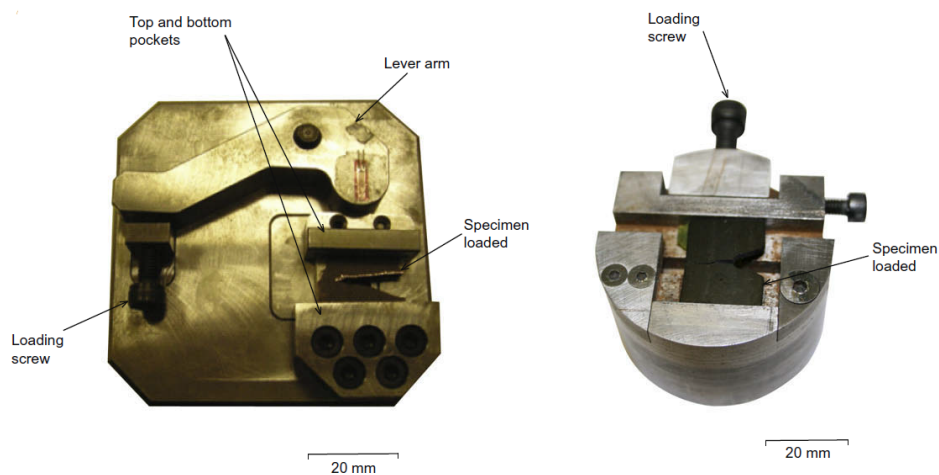 Top and bottom
pockets
Lever arm
Specimen
loaded
Loading
screw
20 mm
Loading
screw
Specimen
loaded
20 mm